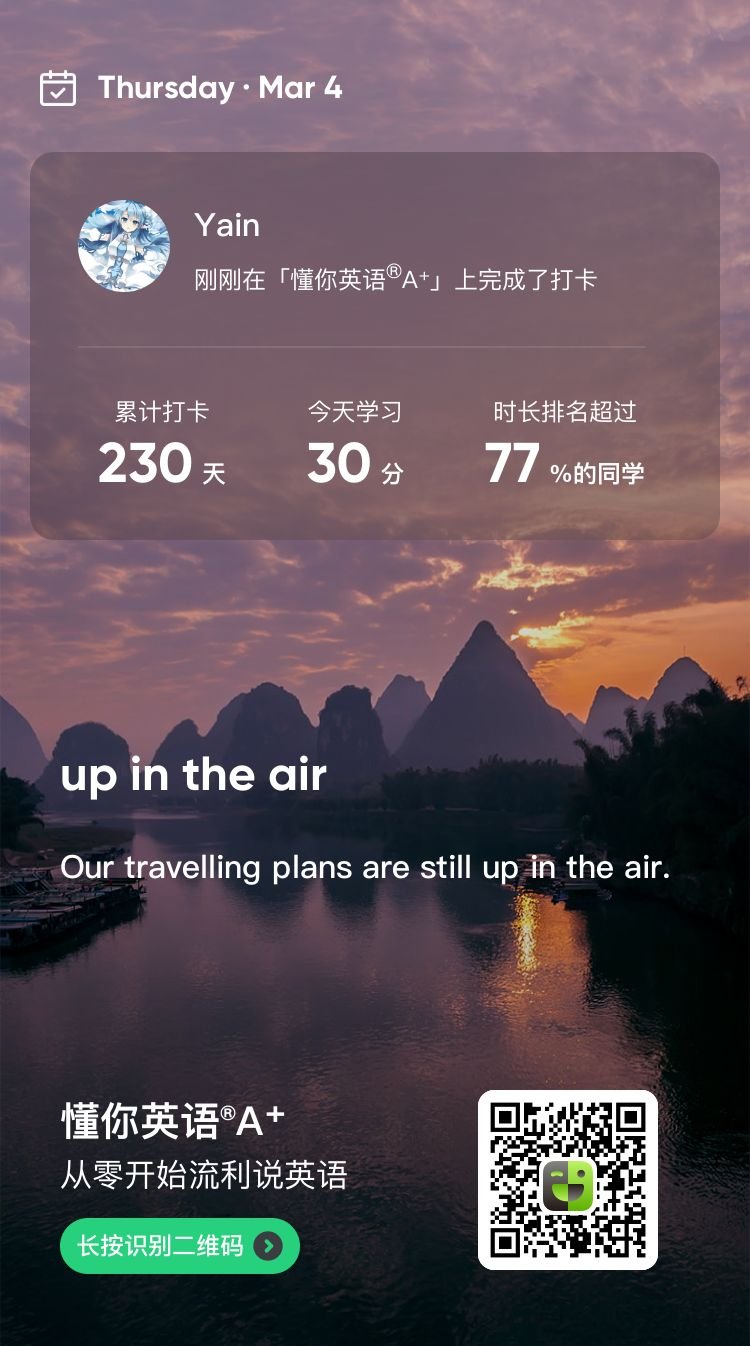 Thursday · Mar 4
Yain
刚刚在「懂你英语®A⁺」上完成了打卡
累计打卡 今天学习 时长排名超过
230 天 30 分 77 %的同学
up in the air
Our travelling plans are still up in the air.
懂你英语®A⁺
从零开始流利说英语
长按识别二维码